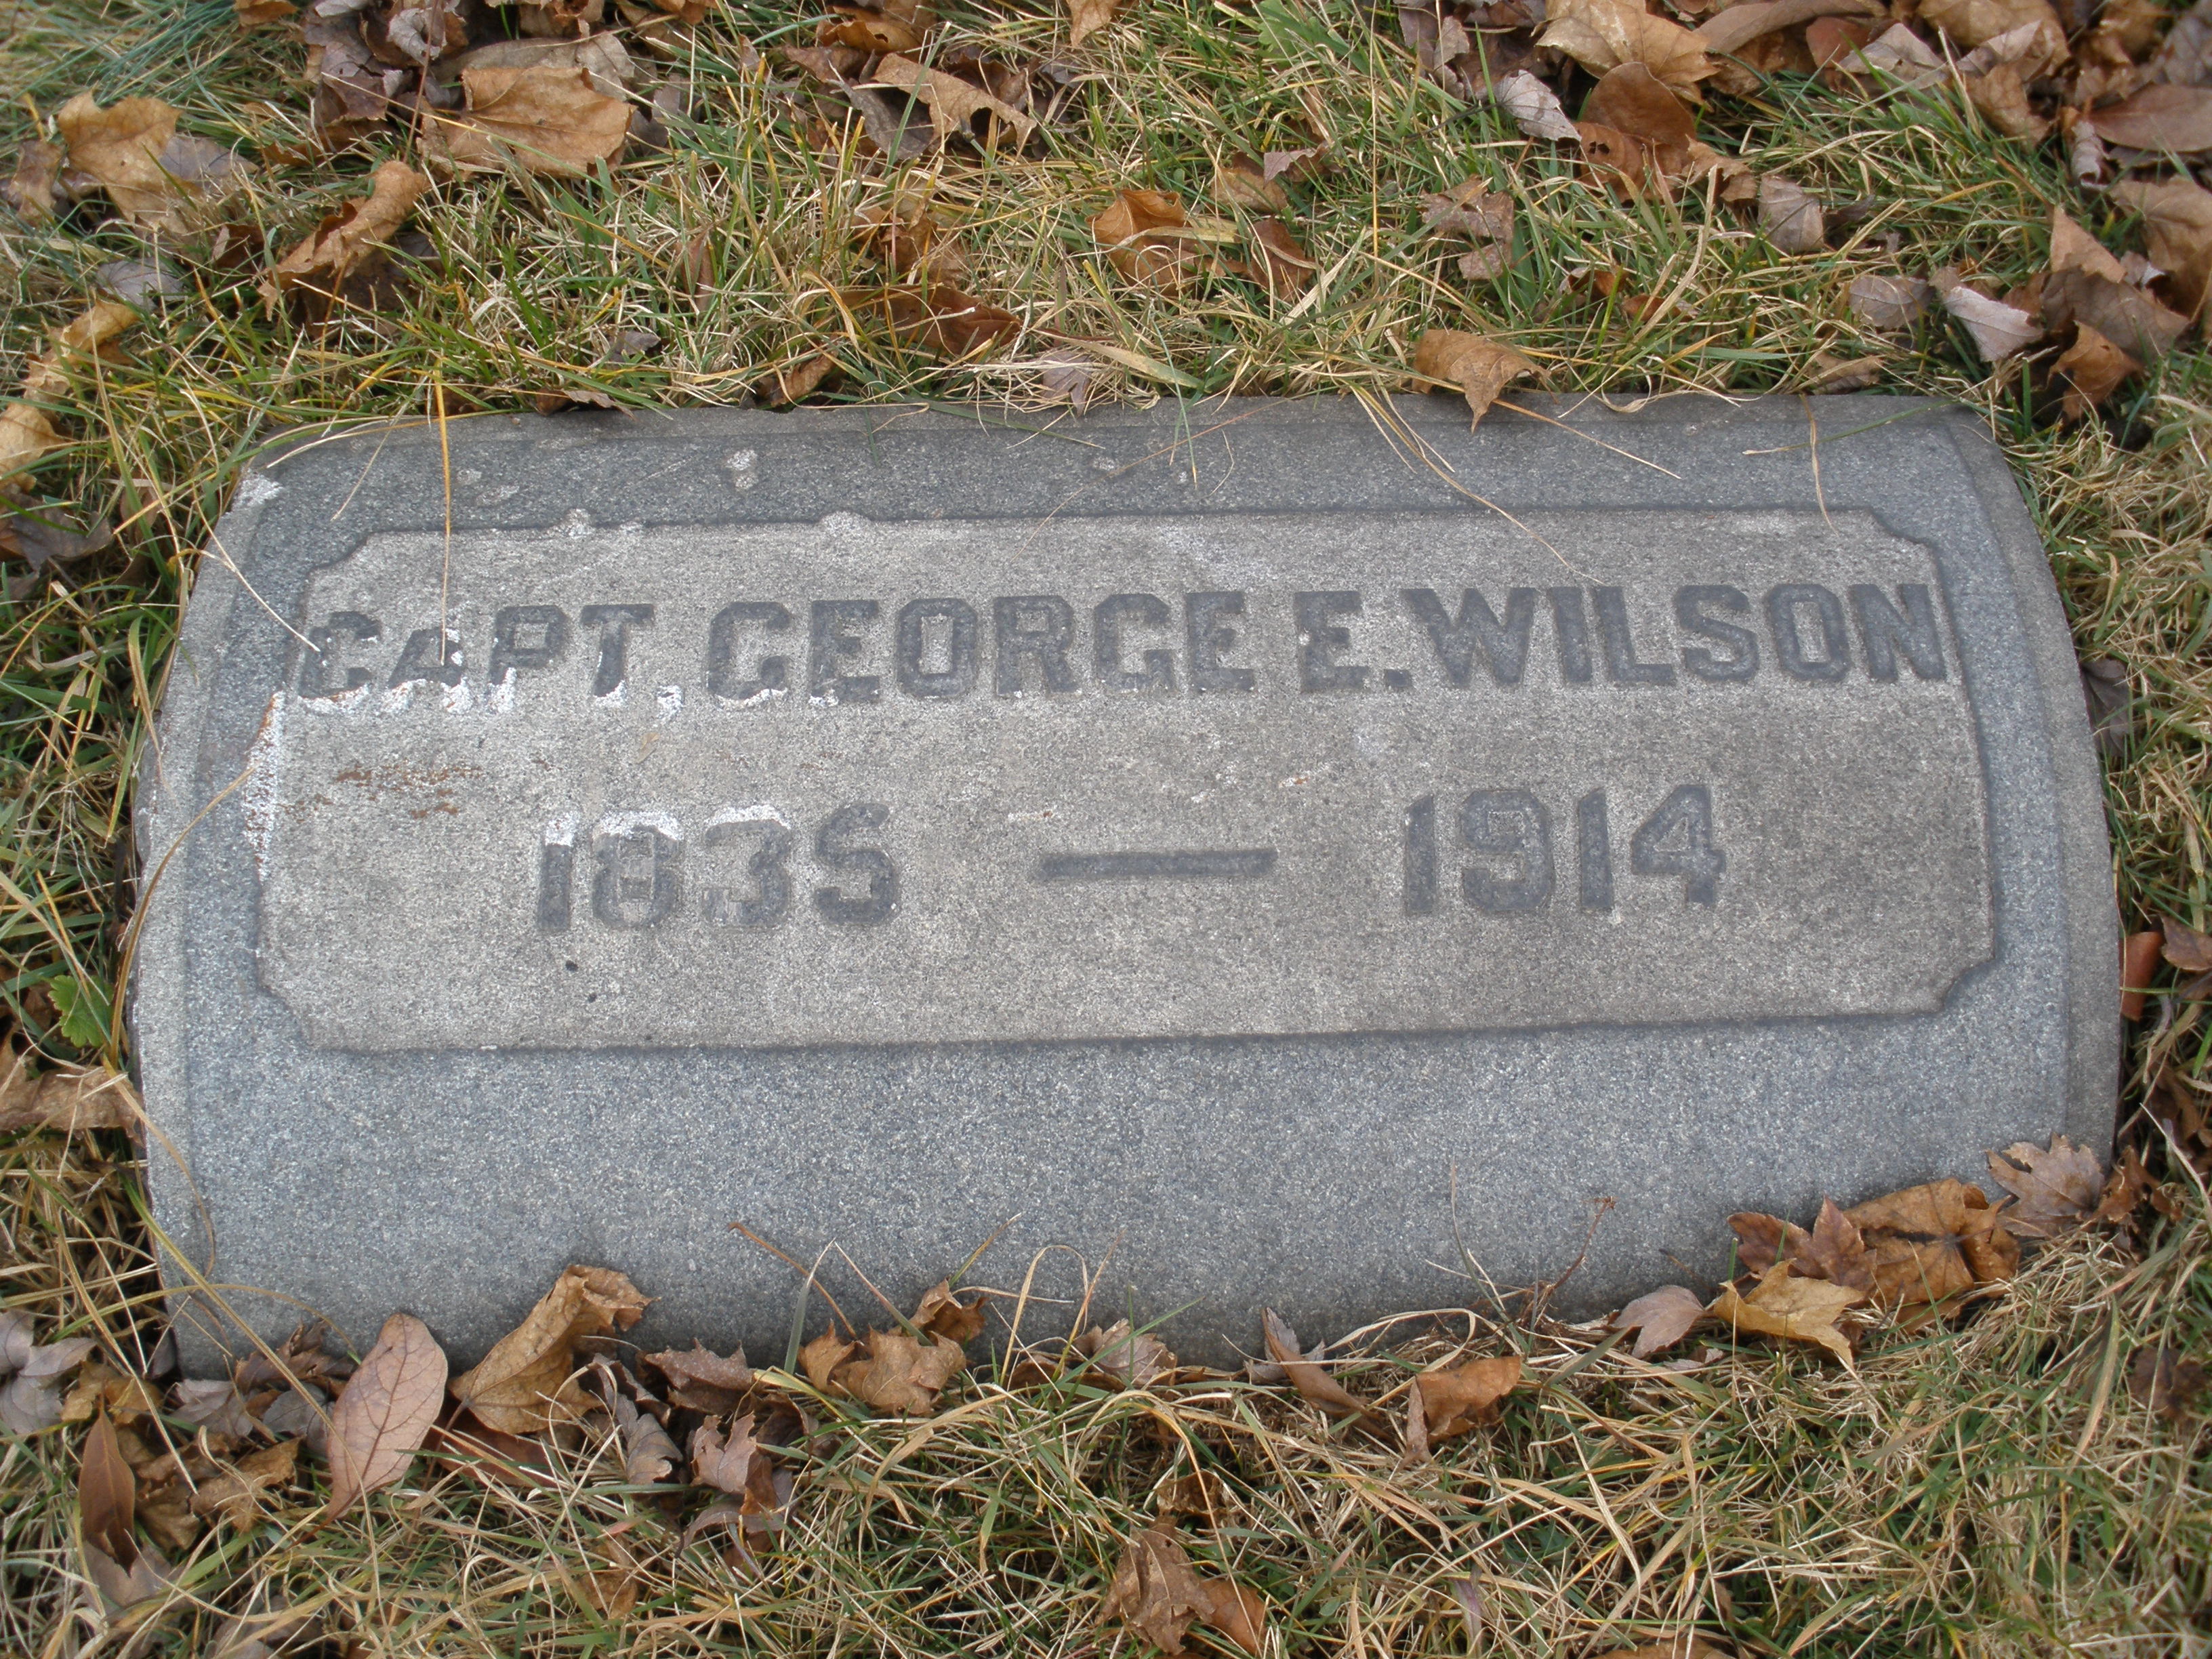 CAPT. GEORGE E. WILSON
1835 — 1914